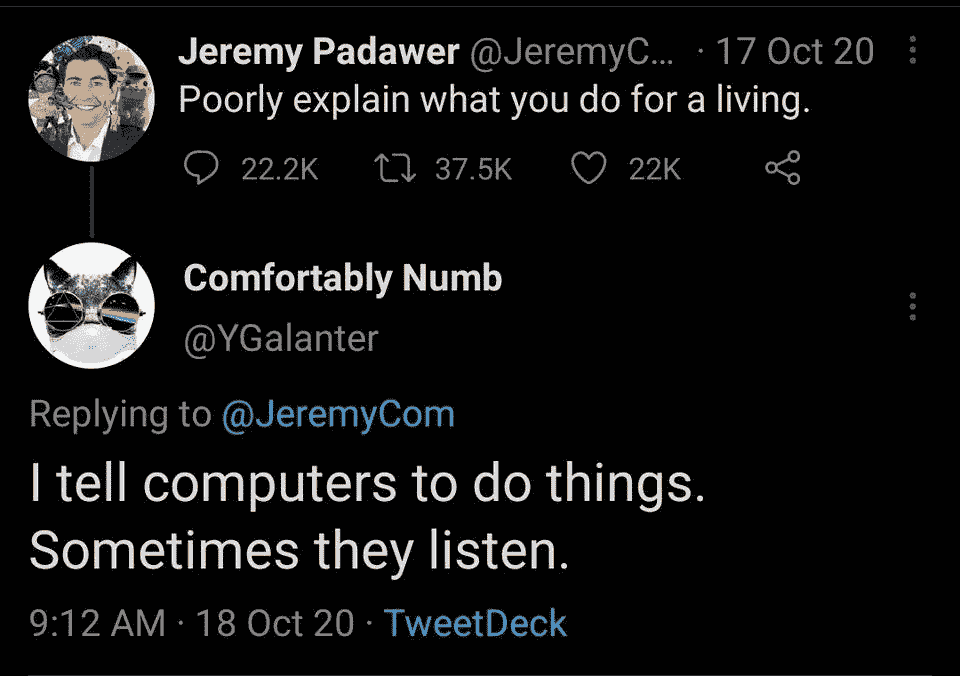 Jeremy Padawer @JeremyC... · 17 Oct 20
Poorly explain what you do for a living.
22.2K 37.5K 22K
Comfortably Numb
@YGalanter
Replying to @JeremyCom
I tell computers to do things.
Sometimes they listen.
9:12 AM · 18 Oct 20 · TweetDeck